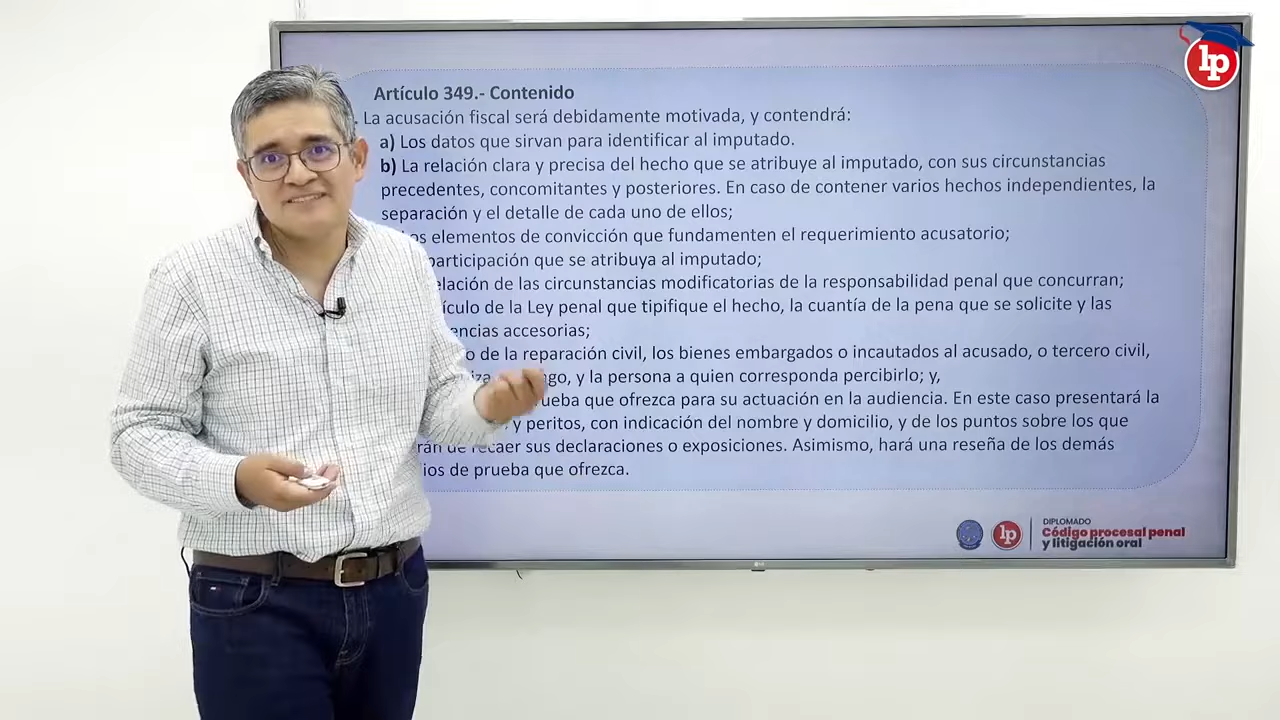 lp
Artículo 349.- Contenido
. La acusación fiscal será debidamente motivada, y contendrá:
a) Los datos que sirvan para identificar al imputado.
b) La relación clara y precisa del hecho que se atribuye al imputado, con sus circunstancias
precedentes, concomitantes y posteriores. En caso de contener varios hechos independientes, la
separación y el detalle de cada uno de ellos;
elementos de convicción que fundamenten el requerimiento acusatorio;
participación que se atribuya al imputado;
elación de las circunstancias modificatorias de la responsabilidad penal que concurran;
ículo de la Ley penal que tipifique el hecho, la cuantía de la pena que se solicite y las
encias accesorias;
o de la reparación civil, los bienes embargados o incautados al acusado, o tercero civil,
go, y la persona a quien corresponda percibirlo; y,
ueba que ofrezca para su actuación en la audiencia. En este caso presentará la
y peritos, con indicación del nombre y domicilio, y de los puntos sobre los que
de recaer sus declaraciones o exposiciones. Asimismo, hará una reseña de los demás
ios de prueba que ofrezca.
lp
DIPLOMADO
Código procesal penal
y litigación oral
LG